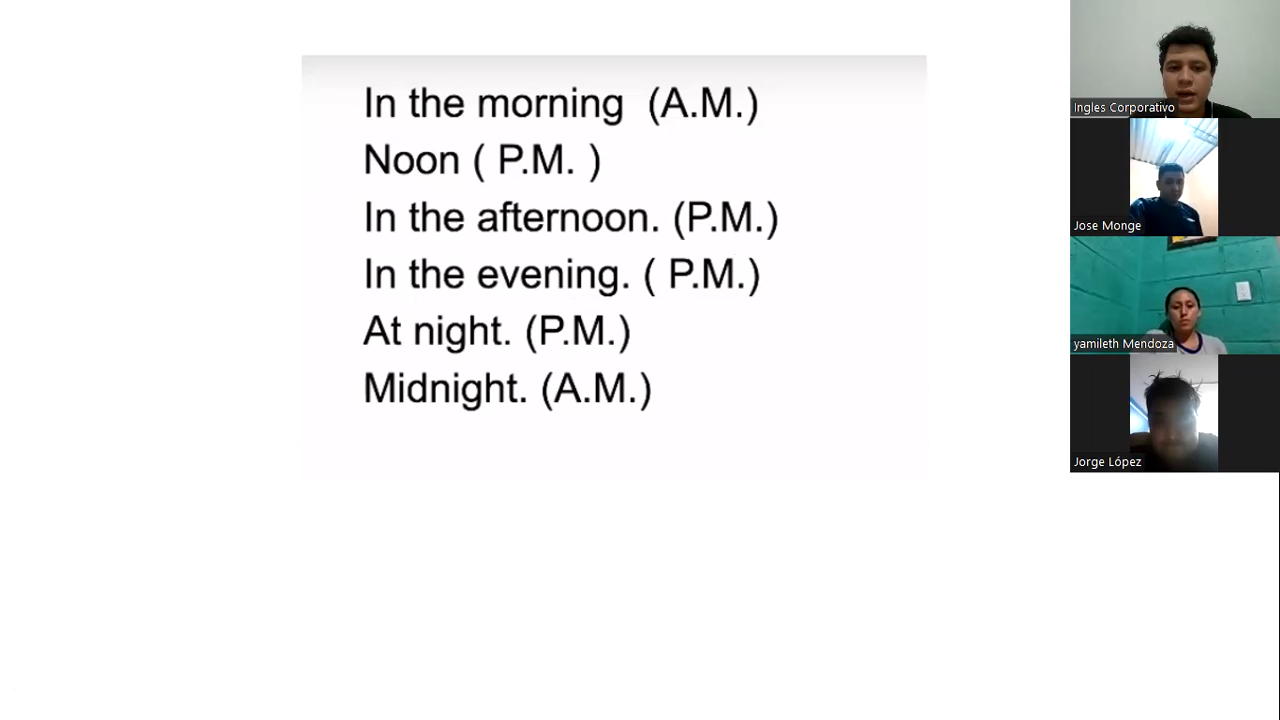 In the morning (A.M.)
Noon ( P.M. )
In the afternoon. (P.M.)
In the evening. ( P.M.)
At night. (P.M.)
Midnight. (A.M.)
Ingles Corporativo
Jose Monge
yamileth Mendoza
Jorge López